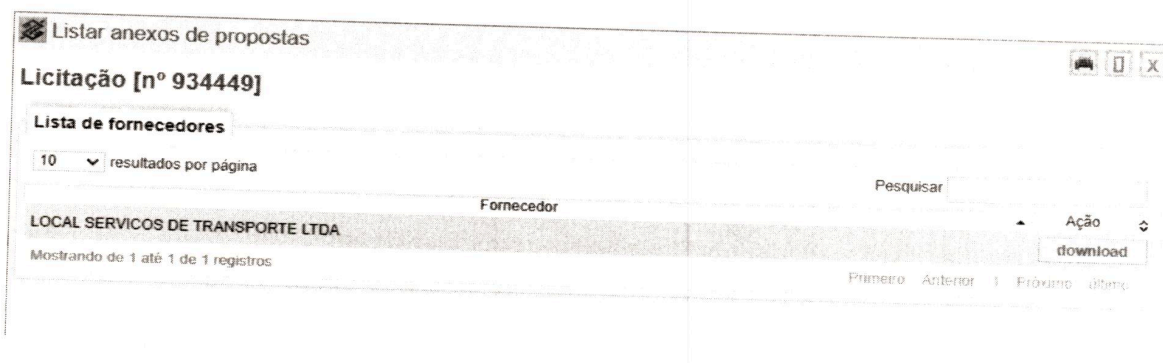 Listar anexos de propostas
X
Licitação [nº 934449]
Lista de fornecedores
10 resultados por página
Pesquisar
Fornecedor Ação
LOCAL SERVICOS DE TRANSPORTE LTDA download
Mostrando de 1 até 1 de 1 registros
Primeiro Anterior 1 Próximo último